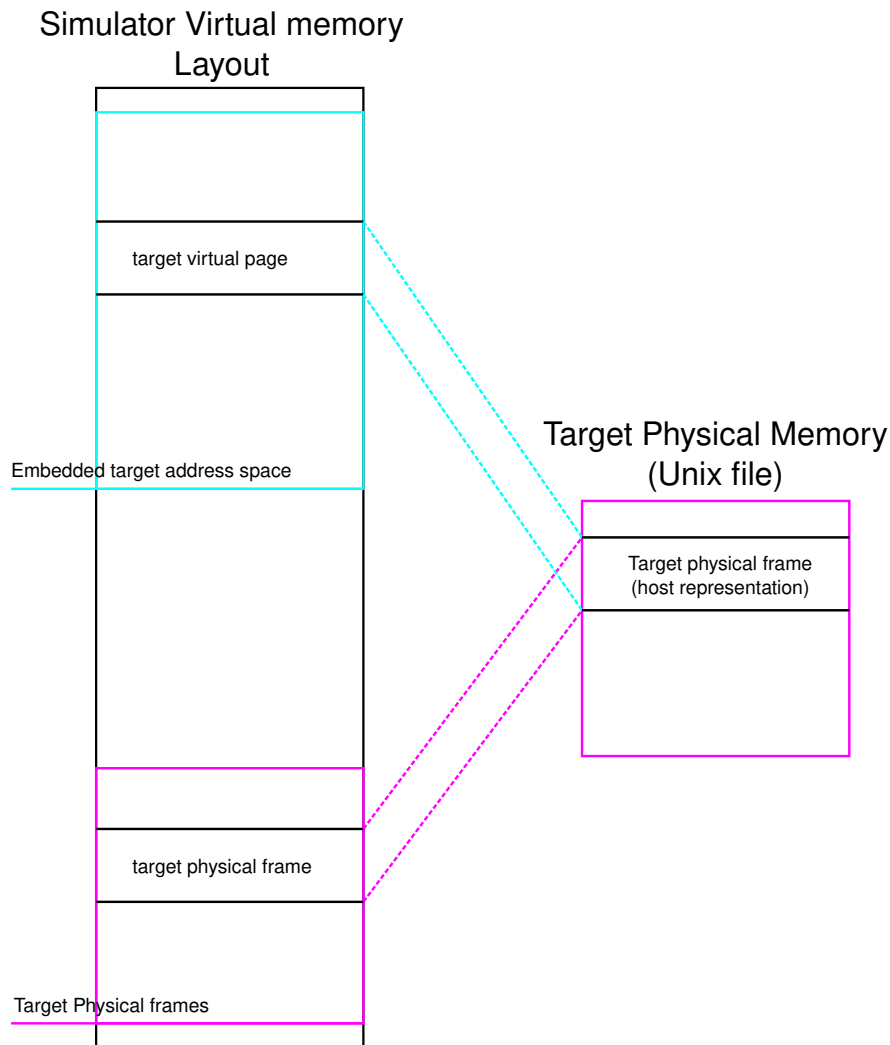 Simulator Virtual memory
Layout
target virtual page
Embedded target address space
Target Physical Memory
(Unix file)
Target physical frame
(host representation)
target physical frame
Target Physical frames